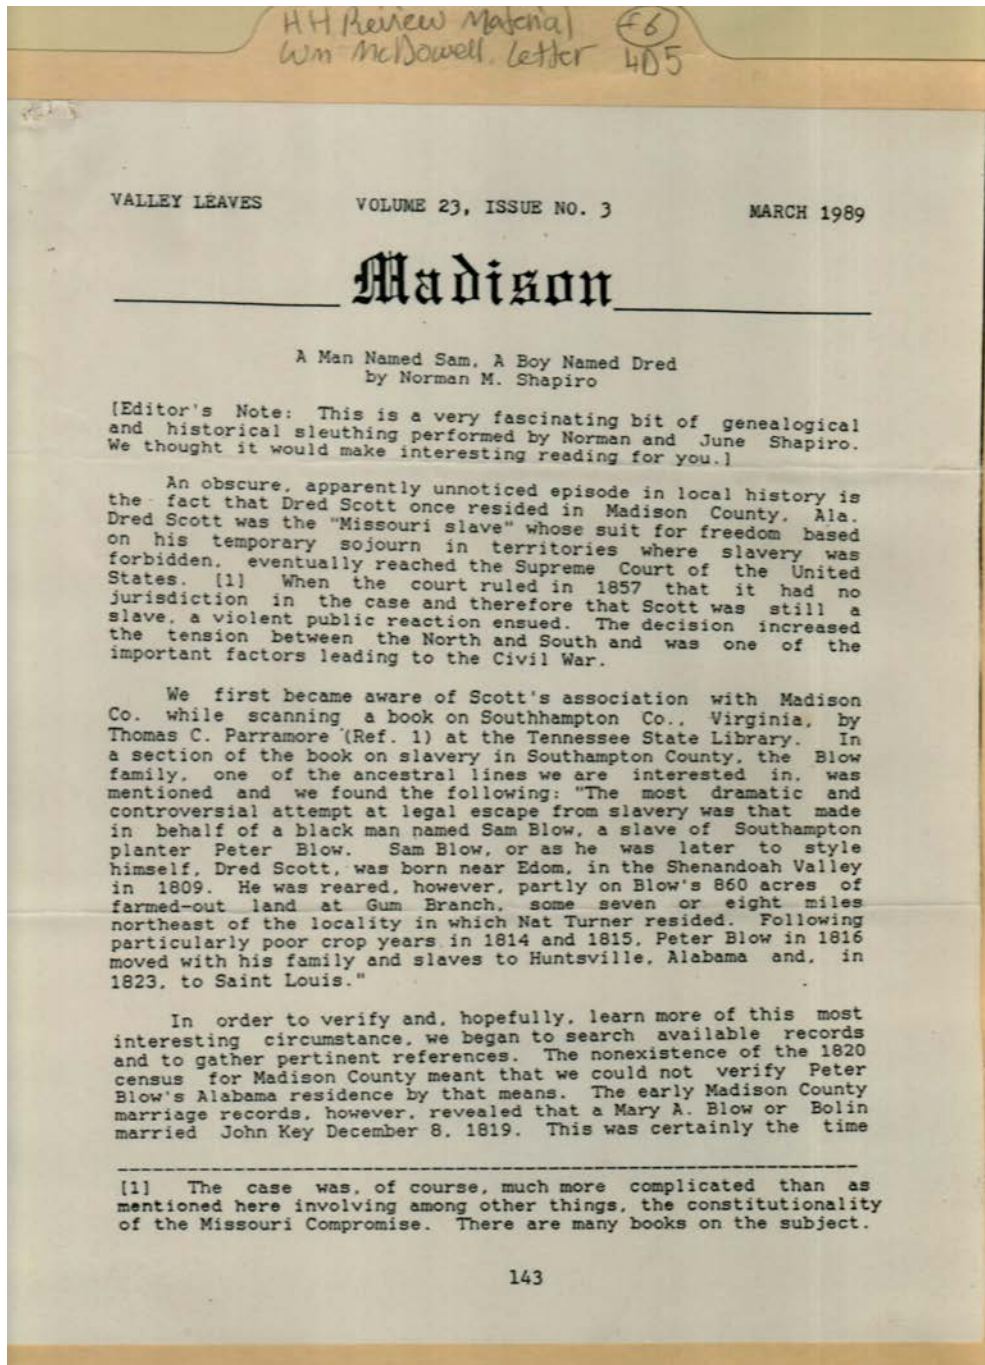 HH Review Material F6
Wm McDowell Letter 4D5
VALLEY LEAVES VOLUME 23, ISSUE NO. 3 MARCH 1989
Madison
A Man Named Sam, A Boy Named Dred
by Norman M. Shapiro
[Editor's Note: This is a very fascinating bit of genealogical
and historical sleuthing performed by Norman and June Shapiro.
We thought it would make interesting reading for you.]
An obscure, apparently unnoticed episode in local history is
the fact that Dred Scott once resided in Madison County, Ala.
Dred Scott was the "Missouri slave" whose suit for freedom based
on his temporary sojourn in territories where slavery was
forbidden, eventually reached the Supreme Court of the United
States. [1] When the court ruled in 1857 that it had no
jurisdiction in the case and therefore that Scott was still a
slave, a violent public reaction ensued. The decision increased
the tension between the North and South and was one of the
important factors leading to the Civil War.
We first became aware of Scott's association with Madison
Co. while scanning a book on Southhampton Co., Virginia, by
Thomas C. Parramore (Ref. 1) at the Tennessee State Library. In
a section of the book on slavery in Southampton County, the Blow
family, one of the ancestral lines we are interested in, was
mentioned and we found the following: "The most dramatic and
controversial attempt at legal escape from slavery was that made
in behalf of a black man named Sam Blow, a slave of Southampton
planter Peter Blow. Sam Blow, or as he was later to style
himself, Dred Scott, was born near Edom, in the Shenandoah Valley
in 1809. He was reared, however, partly on Blow's 860 acres of
farmed-out land at Gum Branch, some seven or eight miles
northeast of the locality in which Nat Turner resided. Following
particularly poor crop years in 1814 and 1815, Peter Blow in 1816
moved with his family and slaves to Huntsville, Alabama and, in
1823, to Saint Louis."
In order to verify and, hopefully, learn more of this most
interesting circumstance, we began to search available records
and to gather pertinent references. The nonexistence of the 1820
census for Madison County meant that we could not verify Peter
Blow's Alabama residence by that means. The early Madison County
marriage records, however, revealed that a Mary A. Blow or Bolin
married John Key December 8, 1819. This was certainly the time
[1] The case was, of course, much more complicated than as
mentioned here involving among other things, the constitutionality
of the Missouri Compromise. There are many books on the subject.
143